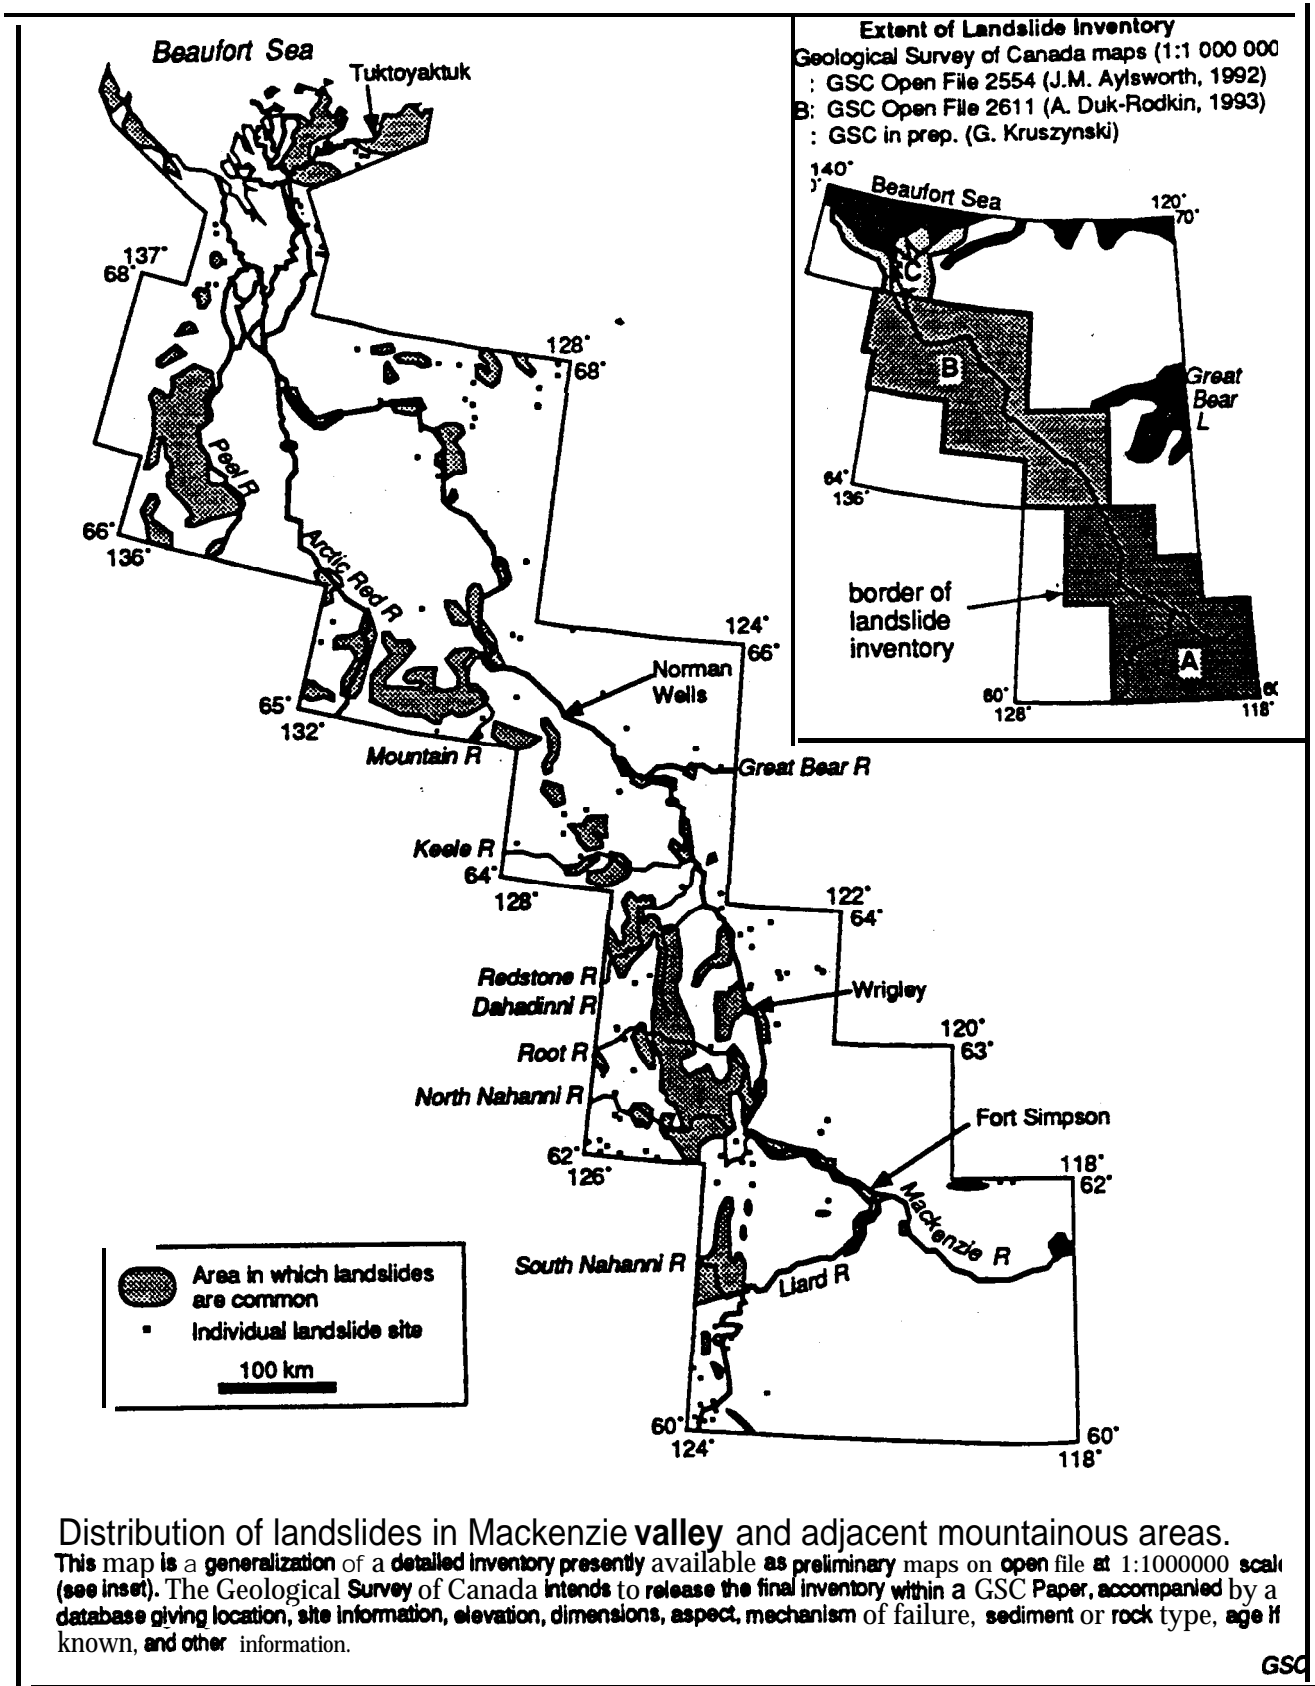 Extent of Landslide Inventory
Geological Survey of Canada maps (1:1 000 000
: GSC Open File 2554 (J.M. Aylsworth, 1992)
B: GSC Open File 2611 (A. Duk-Rodkin, 1993)
: GSC in prep. (G. Kruszynski)
140°
Beaufort Sea
120°
70°
C
B
Great
Bear
L
64°
136°
border of
landslide
inventory
A
60°
128°
60
118°
Beaufort Sea
Tuktoyaktuk
137°
68°
128°
68°
Peel R
66°
136°
Arctic Red R
124°
66°
Norman
Wells
65°
132°
Mountain R
Great Bear R
Keele R
64°
128°
122°
64°
Redstone R
Dahadinni R
Wrigley
120°
63°
Root R
North Nahanni R
Fort Simpson
62°
126°
118°
62°
Mackenzie R
South Nahanni R
Liard R
Area in which landslides
are common
Individual landslide site
100 km
60°
124°
60°
118°
Distribution of landslides in Mackenzie valley and adjacent mountainous areas.
This map is a generalization of a detailed inventory presently available as preliminary maps on open file at 1:1000000 scale
(see inset). The Geological Survey of Canada intends to release the final inventory within a GSC Paper, accompanied by a
database giving location, site information, elevation, dimensions, aspect, mechanism of failure, sediment or rock type, age if
known, and other information.
GSC